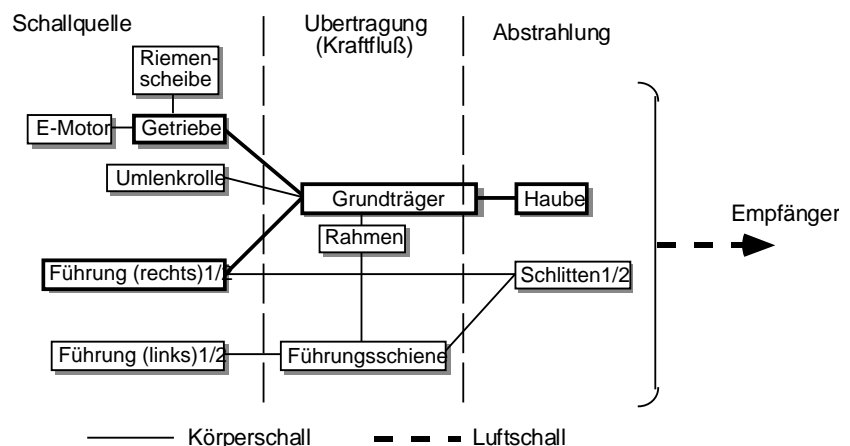 Schallquelle
Übertragung
(Kraftfluß)
Abstrahlung
Riemen-
scheibe
E-Motor
Getriebe
Umlenkrolle
Grundträger
Haube
Rahmen
Empfänger
Führung (rechts)1/2
Schlitten1/2
Führung (links)1/2
Führungsschiene
Körperschall
Luftschall